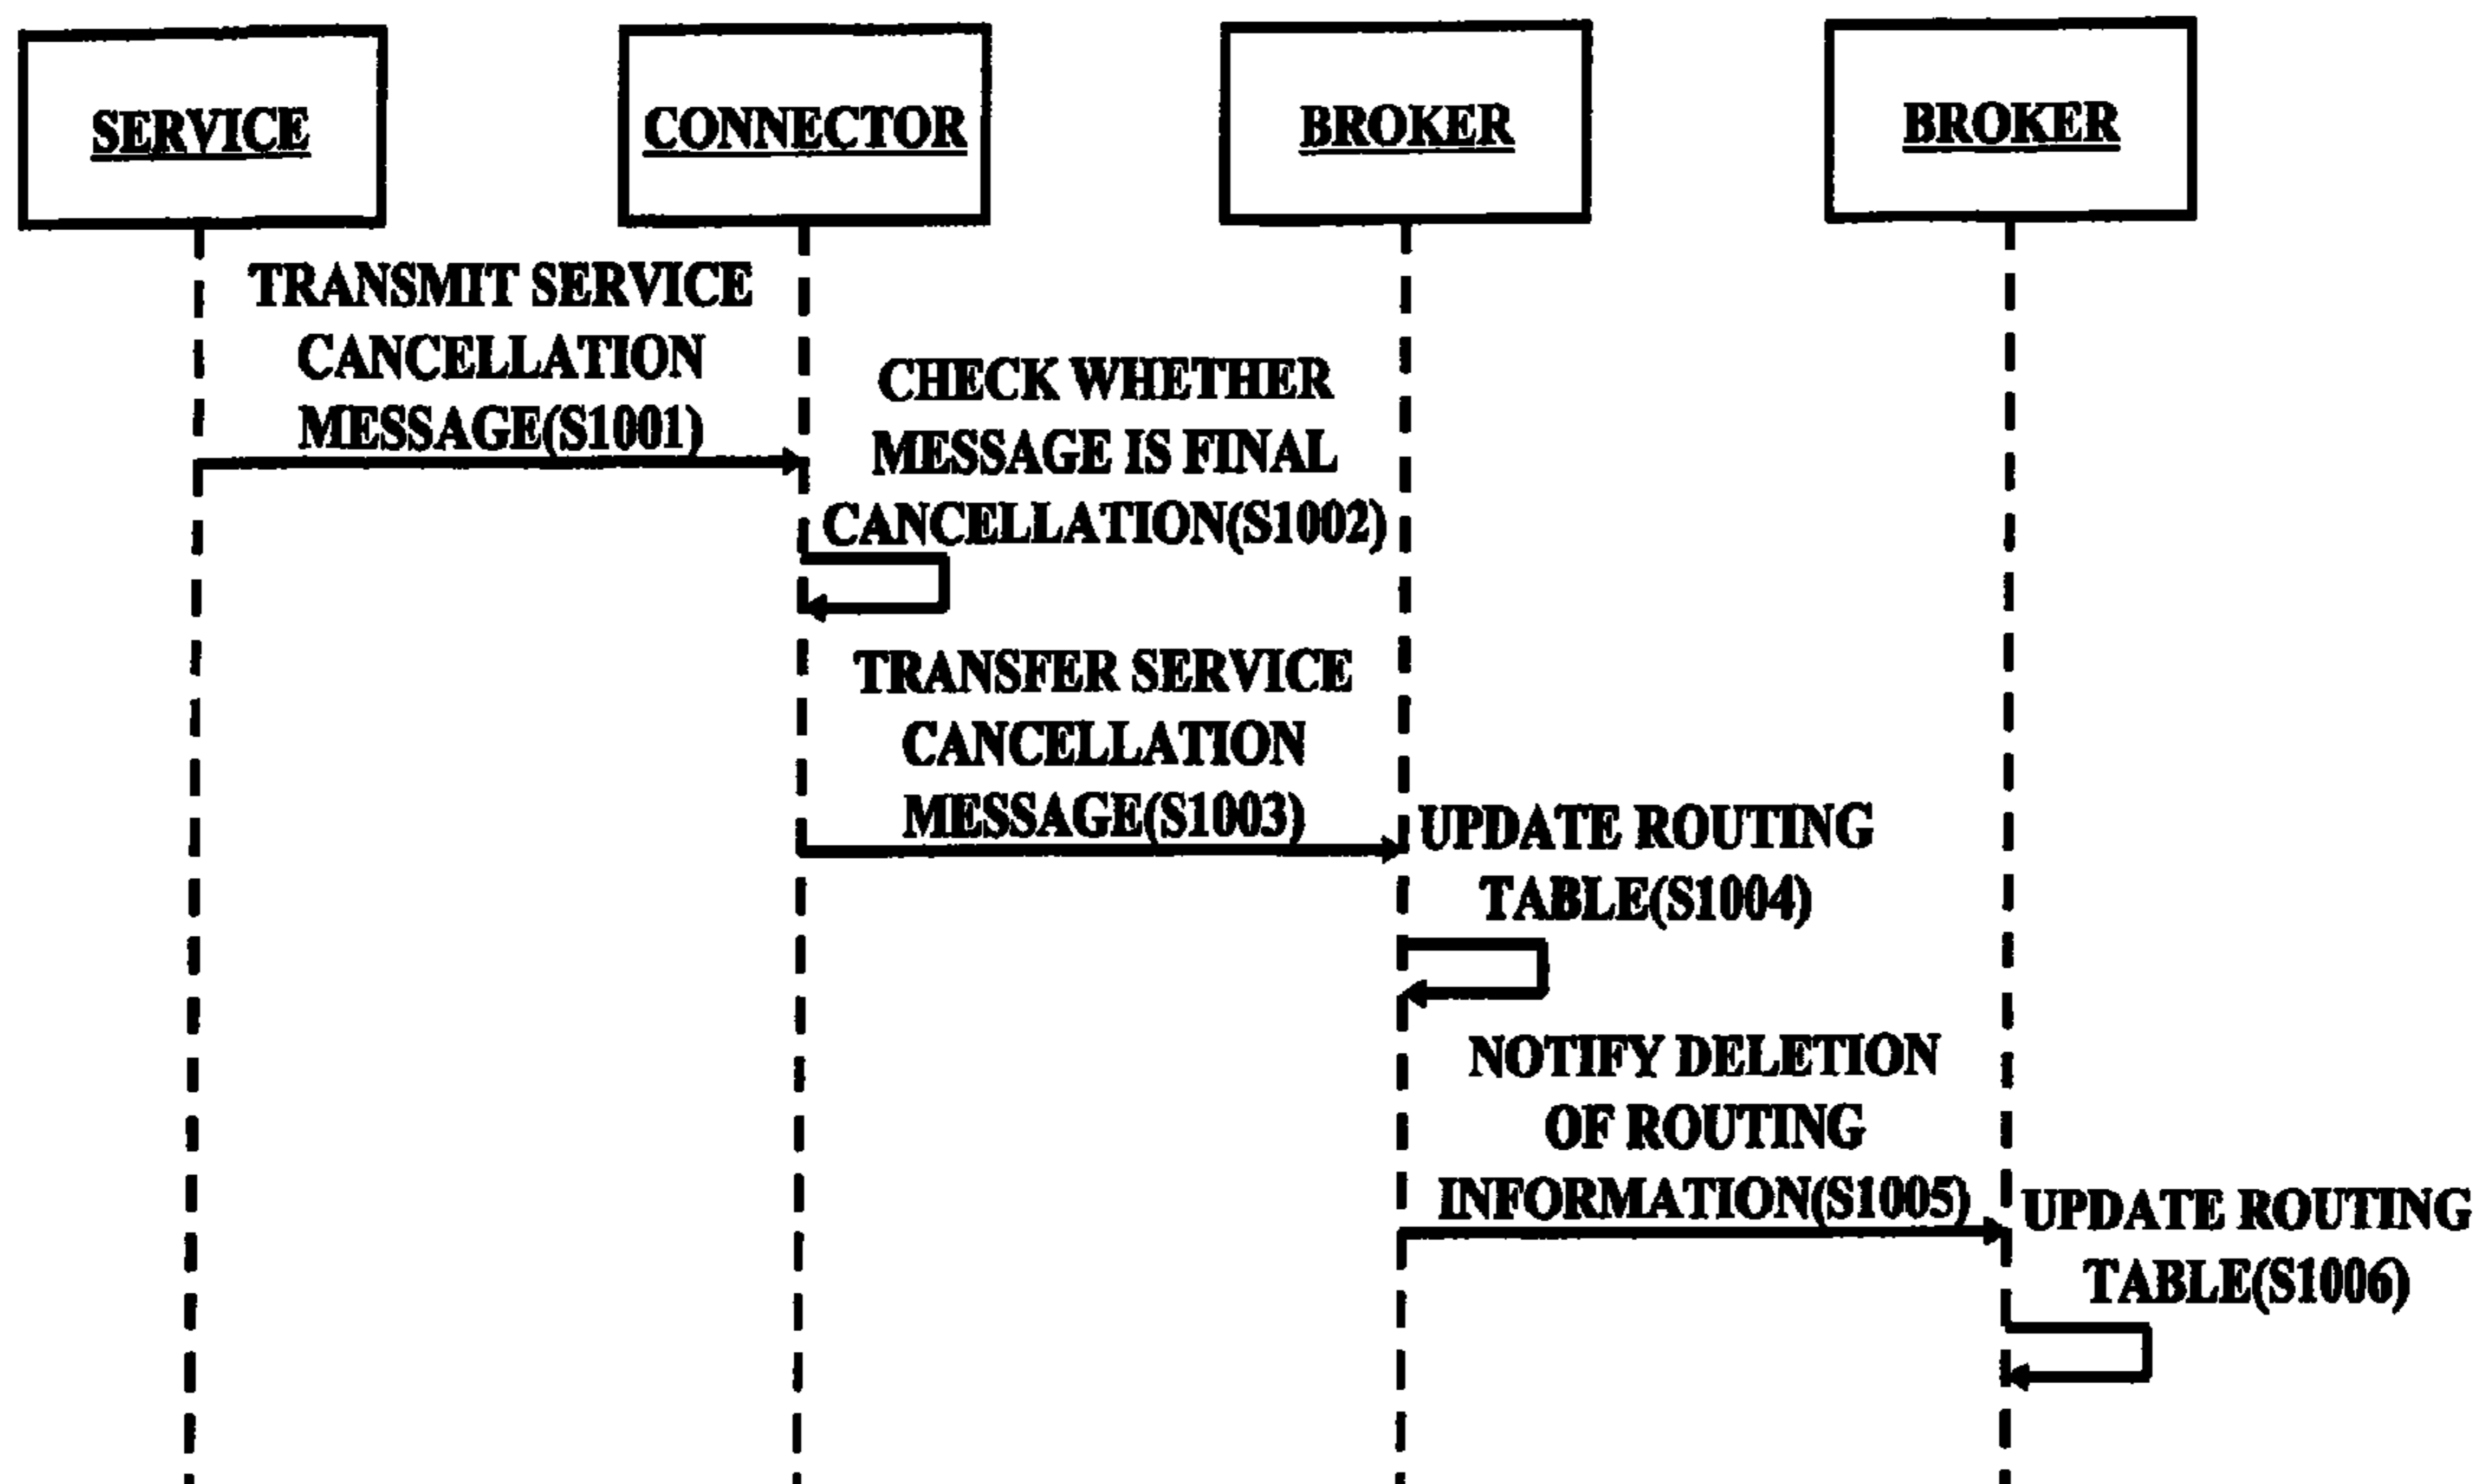 SERVICE
CONNECTOR
BROKER
BROKER
TRANSMIT SERVICE
CANCELLATION
MESSAGE(S1001)
CHECK WHETHER
MESSAGE IS FINAL
CANCELLATION(S1002)
TRANSFER SERVICE
CANCELLATION
MESSAGE(S1003)
UPDATE ROUTING
TABLE(S1004)
NOTIFY DELETION
OF ROUTING
INFORMATION(S1005)
UPDATE ROUTING
TABLE(S1006)